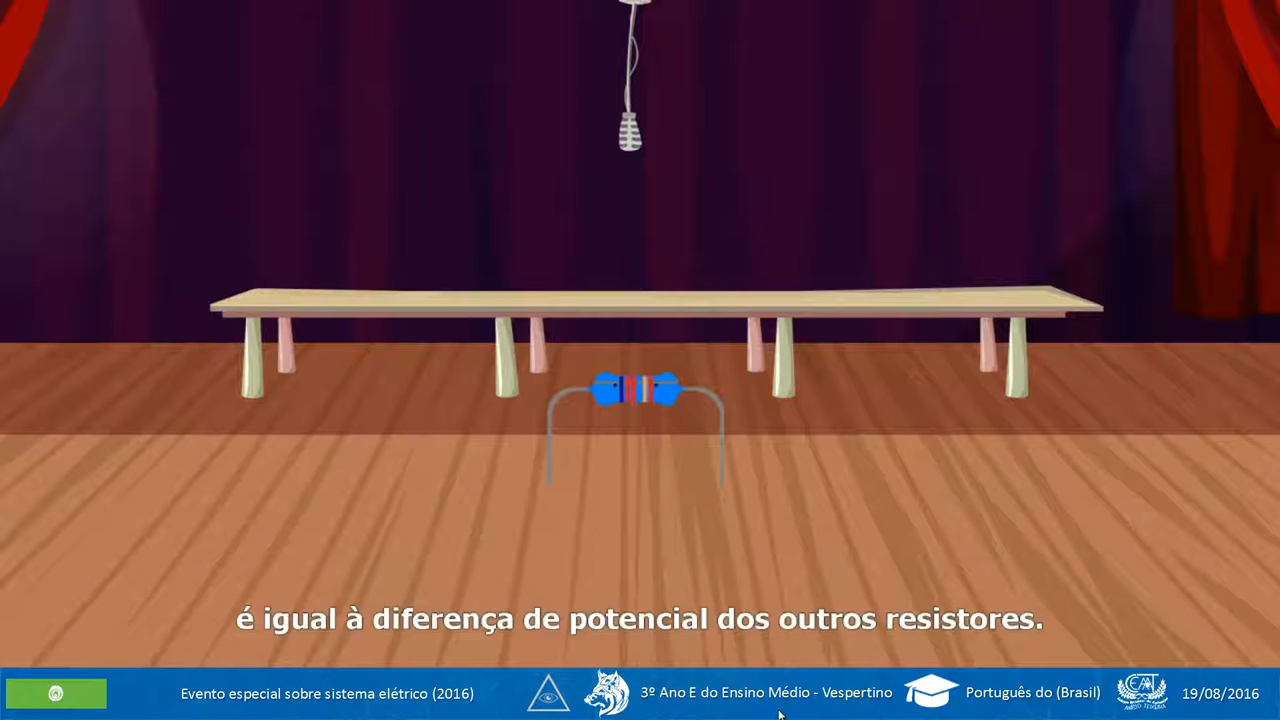 é igual à diferença de potencial dos outros resistores.
Evento especial sobre sistema elétrico (2016)
3º Ano E do Ensino Médio - Vespertino
Português do (Brasil)
CAT
19/08/2016